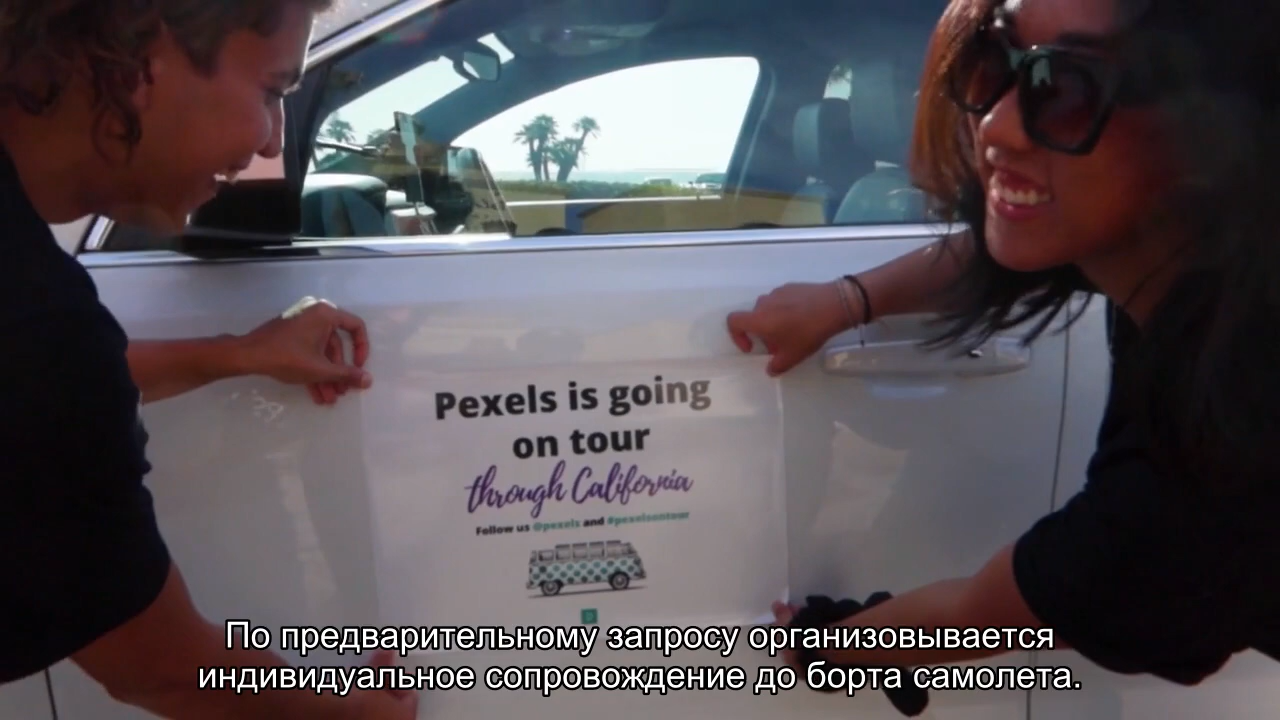 Pexels is going
on tour
through California
Follow us @pexels and #pexelsontour
По предварительному запросу организовывается
индивидуальное сопровождение до борта самолета.